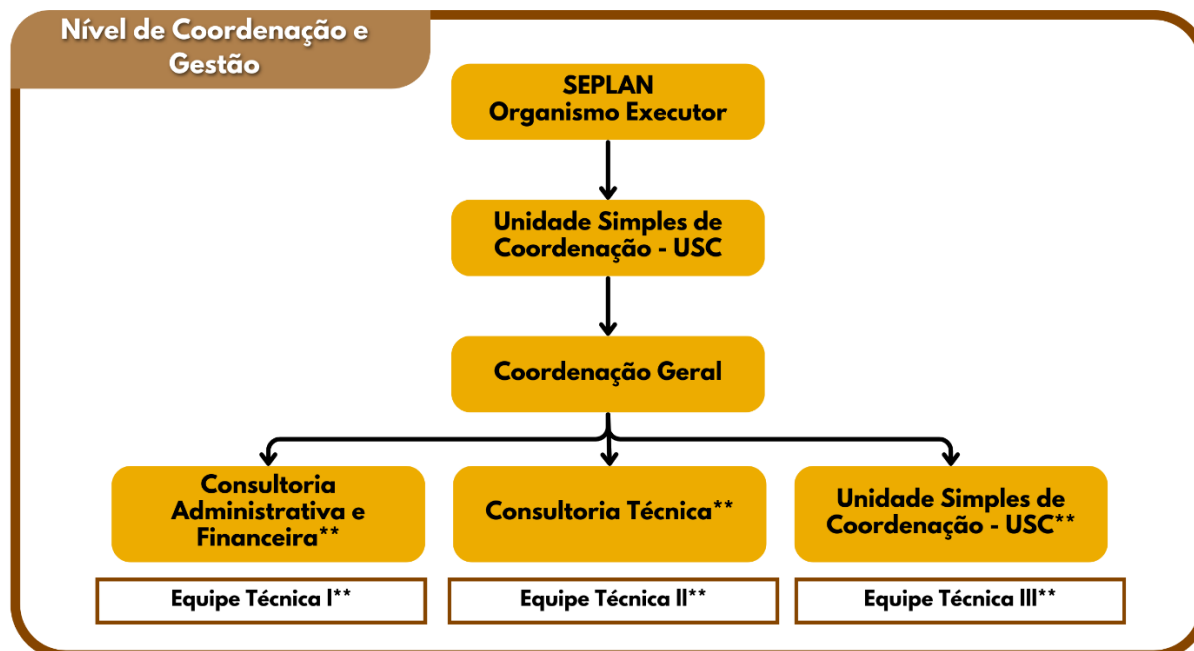 Nível de Coordenação e
Gestão
SEPLAN
Organismo Executor
Unidade Simples de
Coordenação - USC
Coordenação Geral
Consultoria
Administrativa e
Financeira**
Consultoria Técnica**
Unidade Simples de
Coordenação - USC**
Equipe Técnica I**
Equipe Técnica II**
Equipe Técnica III**